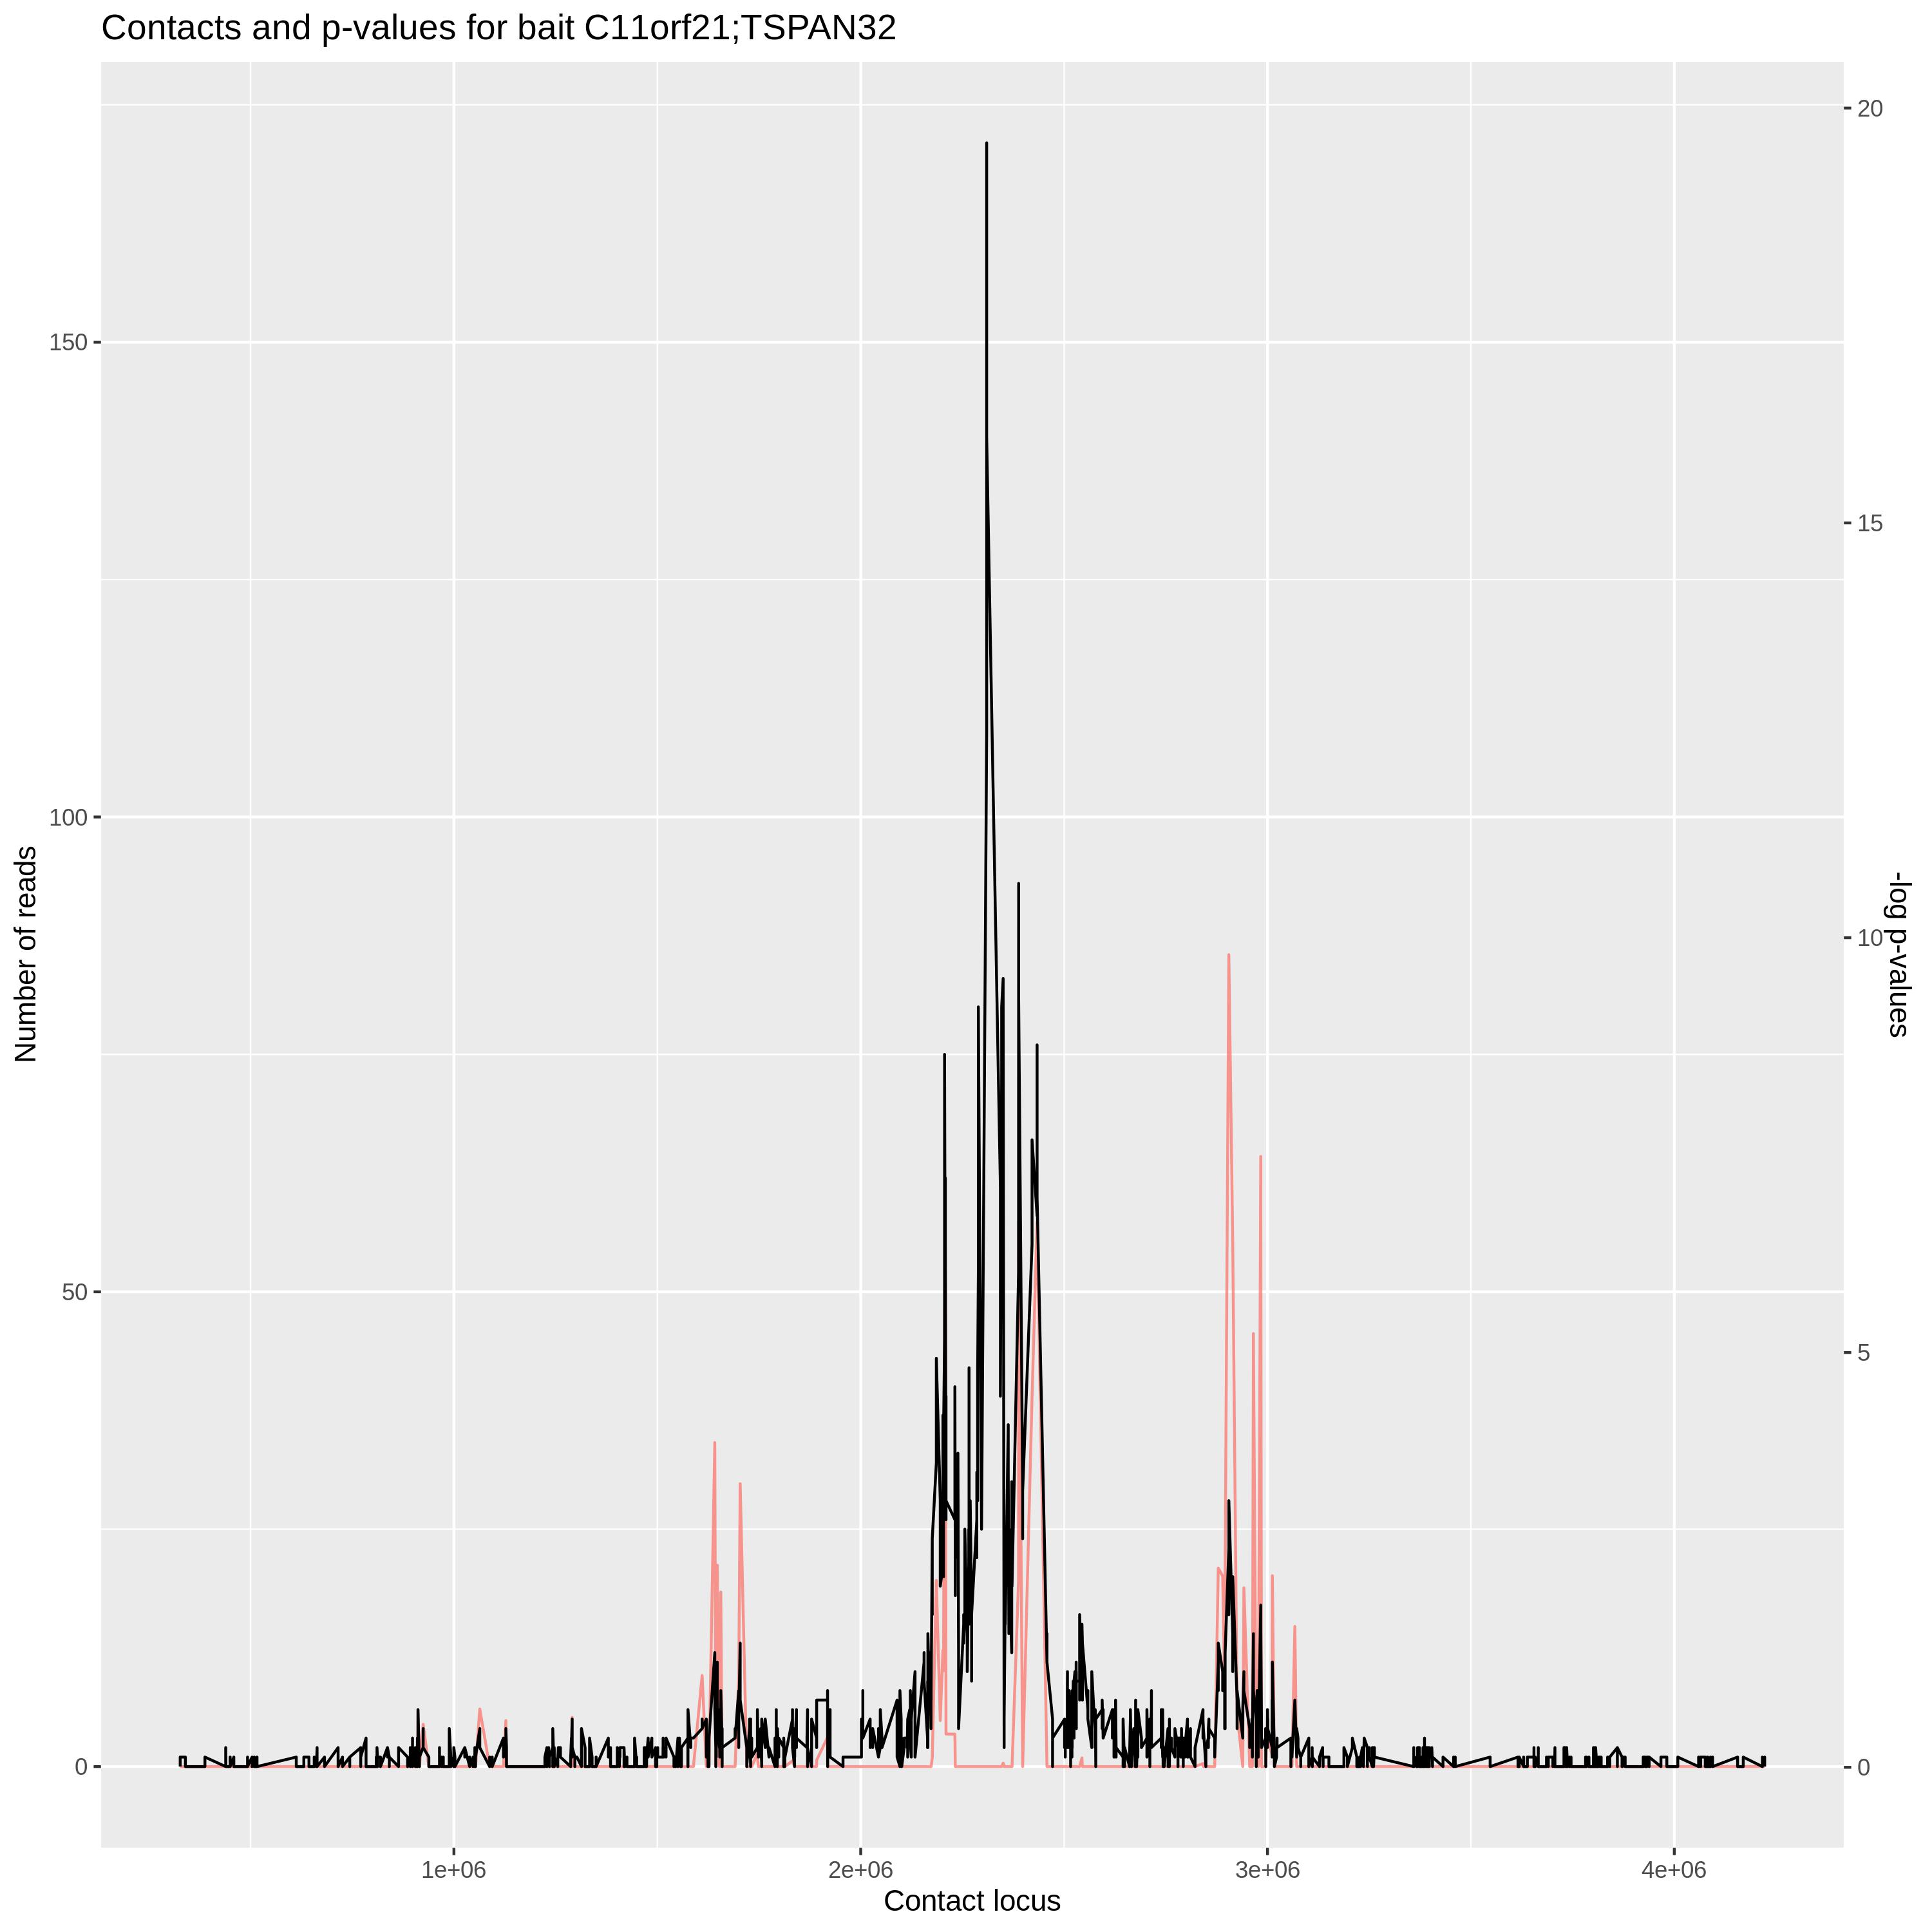 Contacts and p-values for bait C11orf21;TSPAN32
Number of reads
150
100
50
0
20
15
10
5
0
-log p-values
1e+06
2e+06
3e+06
4e+06
Contact locus